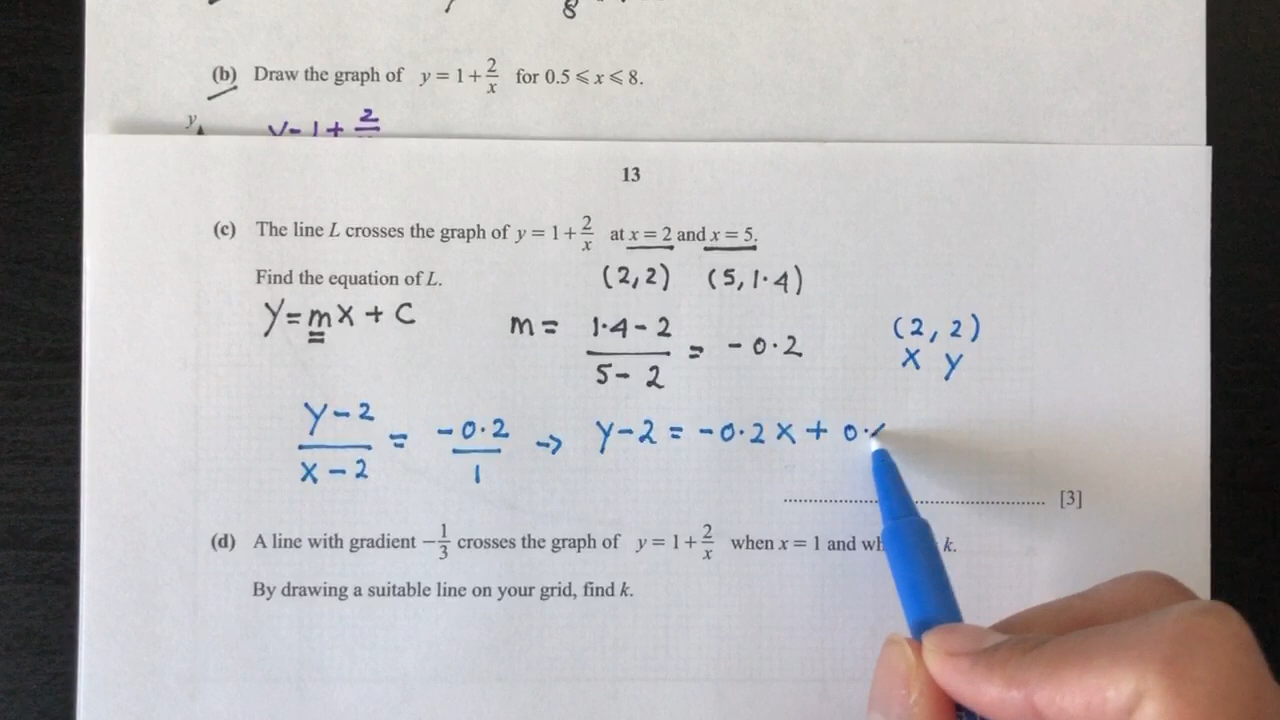 8
(b) Draw the graph of y = 1 + 2/x for 0.5 ⩽ x ⩽ 8.
y y = 1 + 2
13
(c) The line L crosses the graph of y = 1 + 2/x at x = 2 and x = 5.
Find the equation of L. (2,2) (5,1·4)
y = mx + c m = (1·4 - 2)/(5 - 2) = -0·2 (2,2)
x y
(y - 2)/(x - 2) = -0·2/1 → y - 2 = -0·2x + 0·
[3]
(d) A line with gradient -1/3 crosses the graph of y = 1 + 2/x when x = 1 and k.
By drawing a suitable line on your grid, find k.